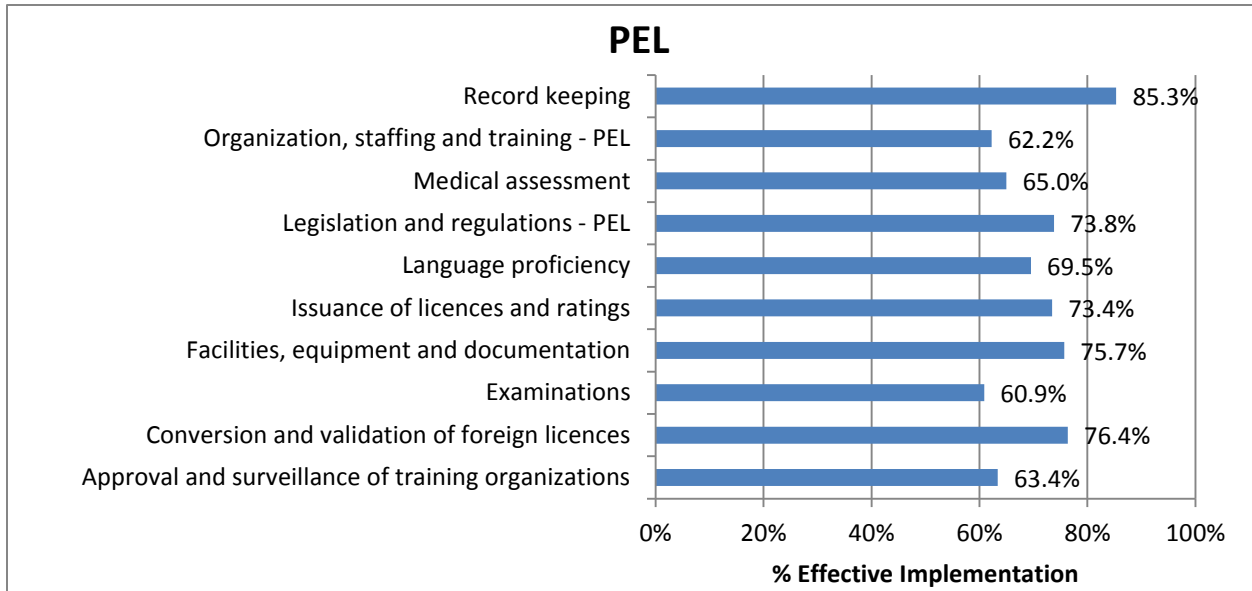 PEL
Record keeping 85.3%
Organization, staffing and training - PEL 62.2%
Medical assessment 65.0%
Legislation and regulations - PEL 73.8%
Language proficiency 69.5%
Issuance of licences and ratings 73.4%
Facilities, equipment and documentation 75.7%
Examinations 60.9%
Conversion and validation of foreign licences 76.4%
Approval and surveillance of training organizations 63.4%
0% 20% 40% 60% 80% 100%
% Effective Implementation